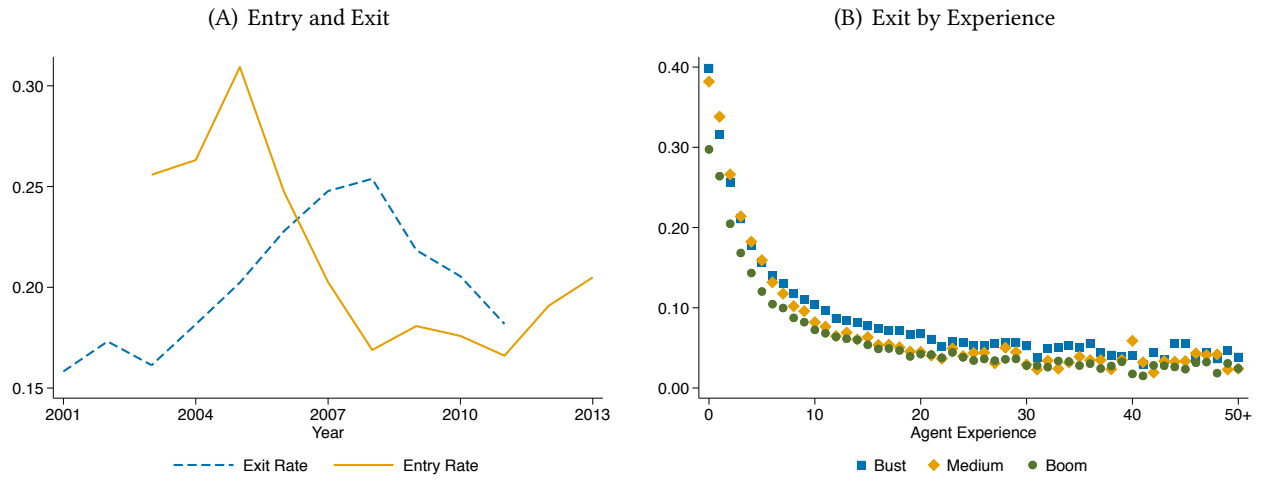 (A) Entry and Exit
0.30
0.25
0.20
0.15
2001 2004 2007 2010 2013
Year
Exit Rate Entry Rate
(B) Exit by Experience
0.40
0.30
0.20
0.10
0.00
0 10 20 30 40 50+
Agent Experience
Bust Medium Boom